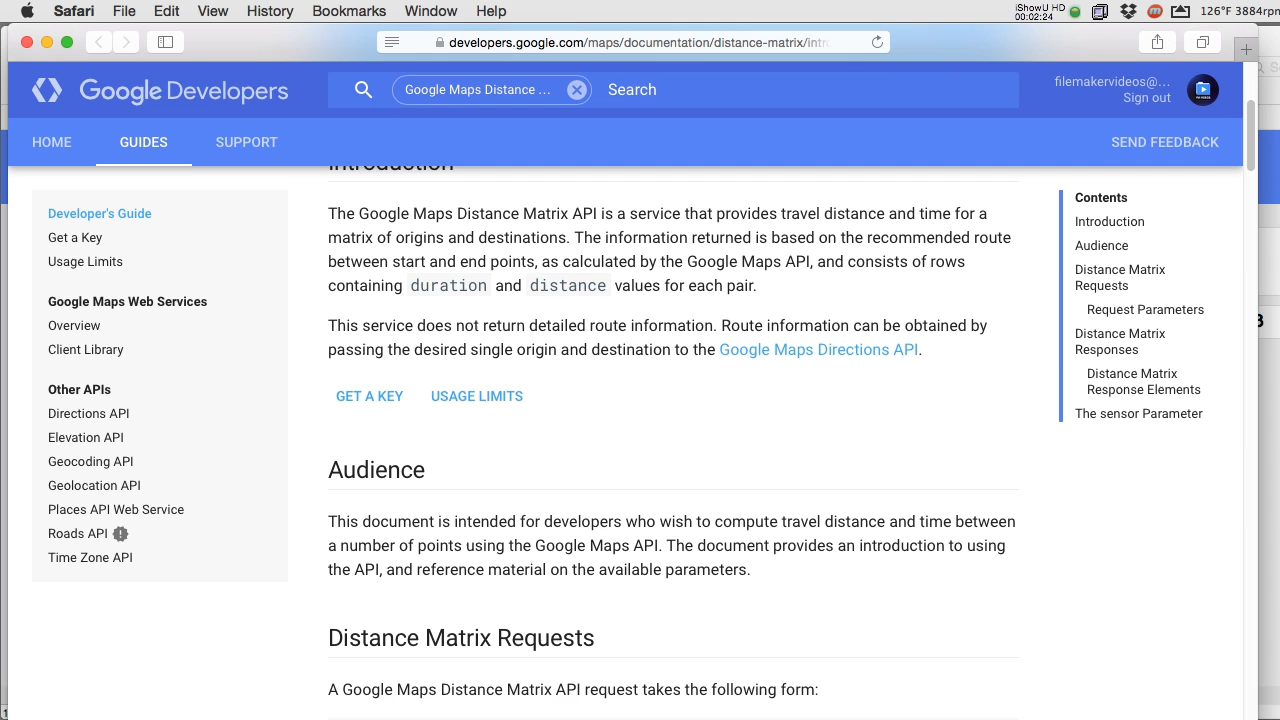 Safari File Edit View History Bookmarks Window Help
iShowU HD
00:02:24
126°F 3884rpm
developers.google.com/maps/documentation/distance-matrix/intr
Google Developers
Google Maps Distance ...
Search
filemakervideos@...
Sign out
HOME GUIDES SUPPORT SEND FEEDBACK
Developer's Guide
Get a Key
Usage Limits
Google Maps Web Services
Overview
Client Library
Other APIs
Directions API
Elevation API
Geocoding API
Geolocation API
Places API Web Service
Roads API
Time Zone API
Introduction
The Google Maps Distance Matrix API is a service that provides travel distance and time for a
matrix of origins and destinations. The information returned is based on the recommended route
between start and end points, as calculated by the Google Maps API, and consists of rows
containing duration and distance values for each pair.
This service does not return detailed route information. Route information can be obtained by
passing the desired single origin and destination to the Google Maps Directions API.
GET A KEY USAGE LIMITS
Audience
This document is intended for developers who wish to compute travel distance and time between
a number of points using the Google Maps API. The document provides an introduction to using
the API, and reference material on the available parameters.
Distance Matrix Requests
A Google Maps Distance Matrix API request takes the following form:
Contents
Introduction
Audience
Distance Matrix
Requests
Request Parameters
Distance Matrix
Responses
Distance Matrix
Response Elements
The sensor Parameter